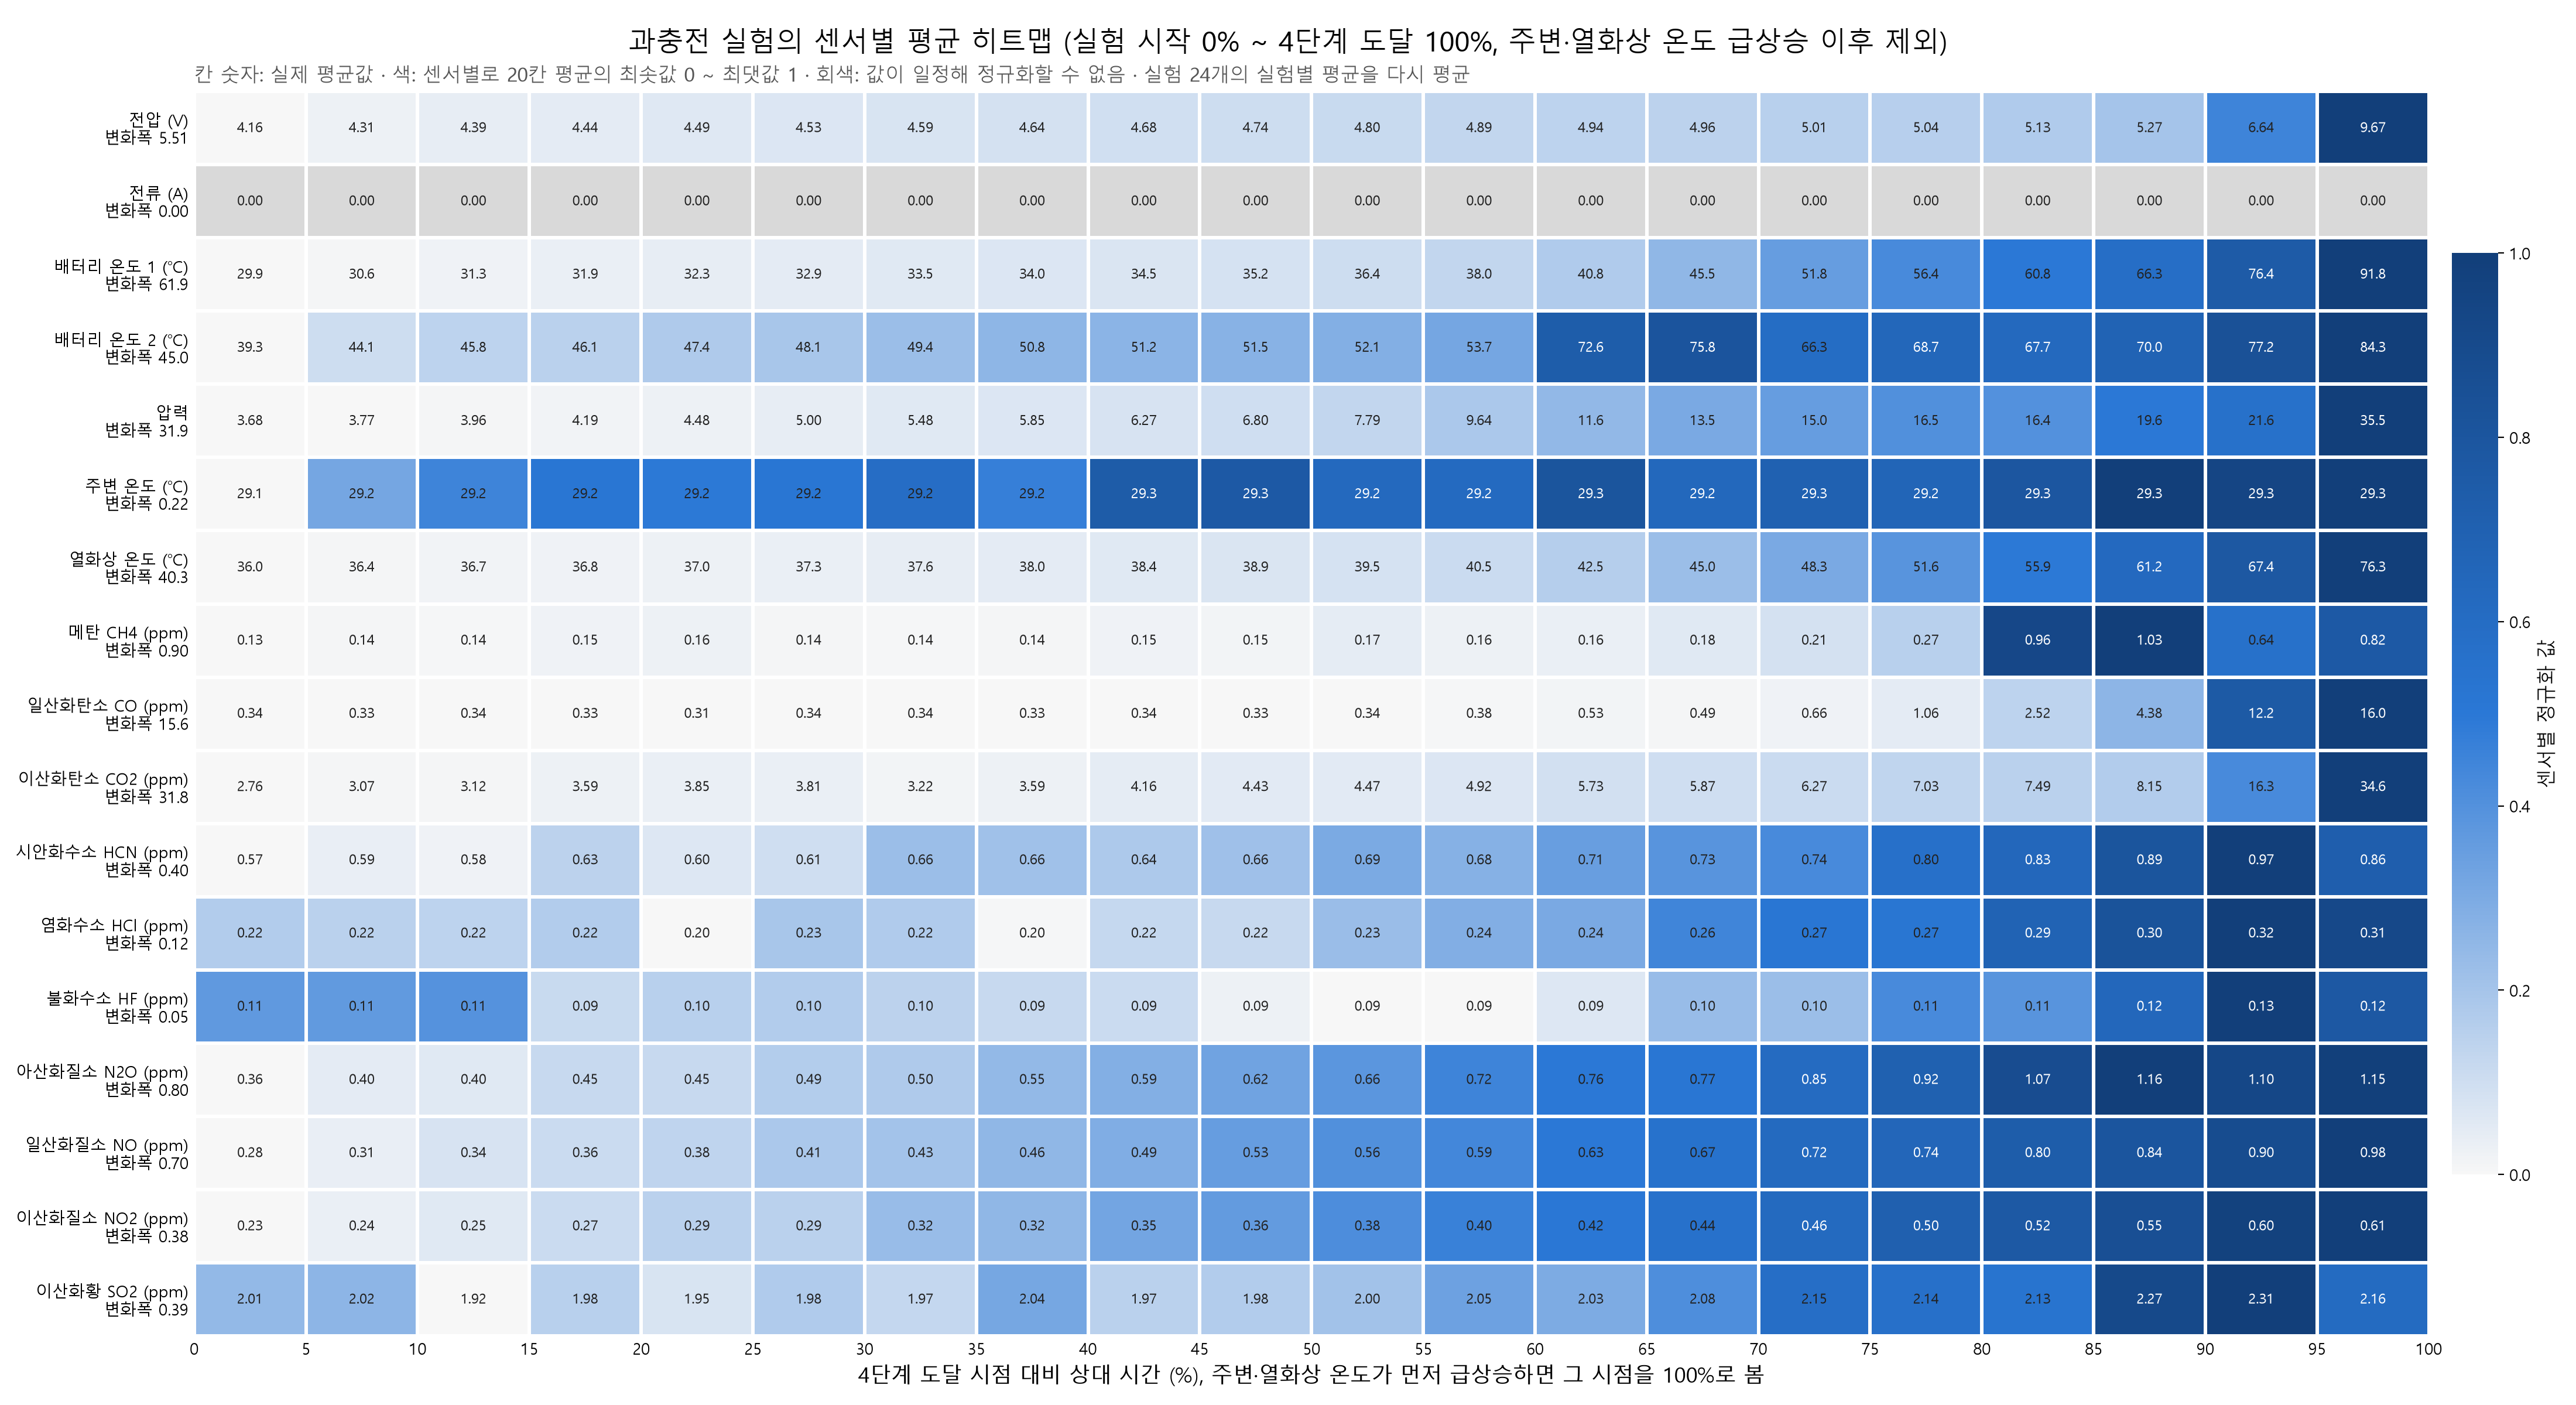 과충전 실험의 센서별 평균 히트맵 (실험 시작 0% ~ 4단계 도달 100%, 주변·열화상 온도 급상승 이후 제외)
칸 숫자: 실제 평균값 · 색: 센서별로 20칸 평균의 최솟값 0 ~ 최댓값 1 · 회색: 값이 일정해 정규화할 수 없음 · 실험 24개의 실험별 평균을 다시 평균
전압 (V)
변화폭 5.51
4.16 4.31 4.39 4.44 4.49 4.53 4.59 4.64 4.68 4.74 4.80 4.89 4.94 4.96 5.01 5.04 5.13 5.27 6.64 9.67
전류 (A)
변화폭 0.00
0.00 0.00 0.00 0.00 0.00 0.00 0.00 0.00 0.00 0.00 0.00 0.00 0.00 0.00 0.00 0.00 0.00 0.00 0.00 0.00
배터리 온도 1 (℃)
변화폭 61.9
29.9 30.6 31.3 31.9 32.3 32.9 33.5 34.0 34.5 35.2 36.4 38.0 40.8 45.5 51.8 56.4 60.8 66.3 76.4 91.8
배터리 온도 2 (℃)
변화폭 45.0
39.3 44.1 45.8 46.1 47.4 48.1 49.4 50.8 51.2 51.5 52.1 53.7 72.6 75.8 66.3 68.7 67.7 70.0 77.2 84.3
압력
변화폭 31.9
3.68 3.77 3.96 4.19 4.48 5.00 5.48 5.85 6.27 6.80 7.79 9.64 11.6 13.5 15.0 16.5 16.4 19.6 21.6 35.5
주변 온도 (℃)
변화폭 0.22
29.1 29.2 29.2 29.2 29.2 29.2 29.2 29.2 29.3 29.3 29.2 29.2 29.3 29.2 29.3 29.2 29.3 29.3 29.3 29.3
열화상 온도 (℃)
변화폭 40.3
36.0 36.4 36.7 36.8 37.0 37.3 37.6 38.0 38.4 38.9 39.5 40.5 42.5 45.0 48.3 51.6 55.9 61.2 67.4 76.3
메탄 CH4 (ppm)
변화폭 0.90
0.13 0.14 0.14 0.15 0.16 0.14 0.14 0.14 0.15 0.15 0.17 0.16 0.16 0.18 0.21 0.27 0.96 1.03 0.64 0.82
일산화탄소 CO (ppm)
변화폭 15.6
0.34 0.33 0.34 0.33 0.31 0.34 0.34 0.33 0.34 0.33 0.34 0.38 0.53 0.49 0.66 1.06 2.52 4.38 12.2 16.0
이산화탄소 CO2 (ppm)
변화폭 31.8
2.76 3.07 3.12 3.59 3.85 3.81 3.22 3.59 4.16 4.43 4.47 4.92 5.73 5.87 6.27 7.03 7.49 8.15 16.3 34.6
시안화수소 HCN (ppm)
변화폭 0.40
0.57 0.59 0.58 0.63 0.60 0.61 0.66 0.66 0.64 0.66 0.69 0.68 0.71 0.73 0.74 0.80 0.83 0.89 0.97 0.86
염화수소 HCl (ppm)
변화폭 0.12
0.22 0.22 0.22 0.22 0.20 0.23 0.22 0.20 0.22 0.22 0.23 0.24 0.24 0.26 0.27 0.27 0.29 0.30 0.32 0.31
불화수소 HF (ppm)
변화폭 0.05
0.11 0.11 0.11 0.09 0.10 0.10 0.10 0.09 0.09 0.09 0.09 0.09 0.09 0.10 0.10 0.11 0.11 0.12 0.13 0.12
아산화질소 N2O (ppm)
변화폭 0.80
0.36 0.40 0.40 0.45 0.45 0.49 0.50 0.55 0.59 0.62 0.66 0.72 0.76 0.77 0.85 0.92 1.07 1.16 1.10 1.15
일산화질소 NO (ppm)
변화폭 0.70
0.28 0.31 0.34 0.36 0.38 0.41 0.43 0.46 0.49 0.53 0.56 0.59 0.63 0.67 0.72 0.74 0.80 0.84 0.90 0.98
이산화질소 NO2 (ppm)
변화폭 0.38
0.23 0.24 0.25 0.27 0.29 0.29 0.32 0.32 0.35 0.36 0.38 0.40 0.42 0.44 0.46 0.50 0.52 0.55 0.60 0.61
이산화황 SO2 (ppm)
변화폭 0.39
2.01 2.02 1.92 1.98 1.95 1.98 1.97 2.04 1.97 1.98 2.00 2.05 2.03 2.08 2.15 2.14 2.13 2.27 2.31 2.16
0 5 10 15 20 25 30 35 40 45 50 55 60 65 70 75 80 85 90 95 100
4단계 도달 시점 대비 상대 시간 (%), 주변·열화상 온도가 먼저 급상승하면 그 시점을 100%로 봄
1.0
0.8
0.6
0.4
0.2
0.0
센서별 정규화 값